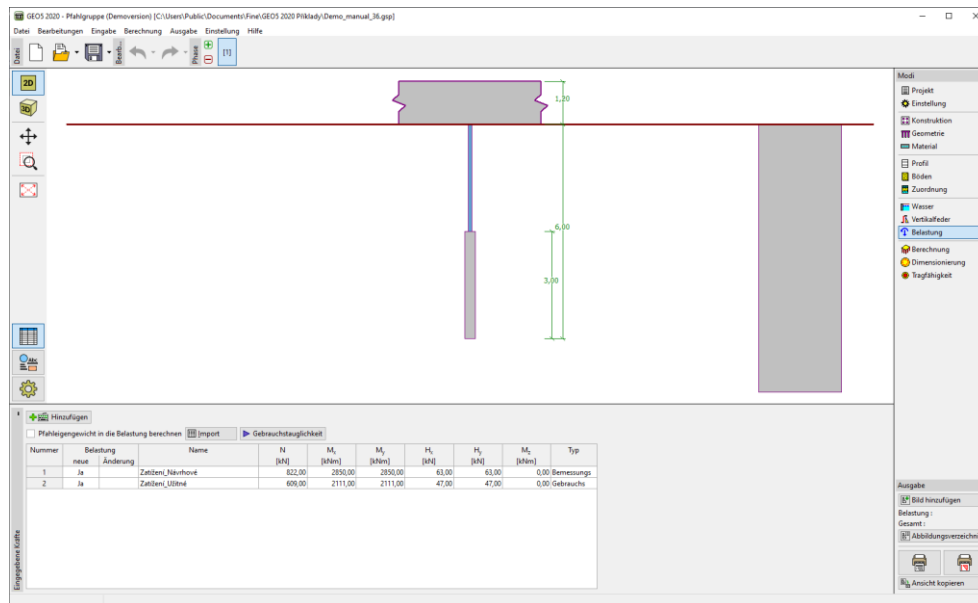 GEO5 2020 - Pfahlgruppe (Demoversion) [C:\Users\Public\Documents\Fine\GEO5 2020 Příklady\Demo_manual_36.gsp]
Datei Bearbeitungen Eingabe Berechnung Ausgabe Einstellung Hilfe
Datei
Bearb...
Phase
[1]
2D
3D
1,20
6,00
3,00
Modi
Projekt
Einstellung
Konstruktion
Geometrie
Material
Profil
Böden
Zuordnung
Wasser
Vertikalfeder
Belastung
Berechnung
Dimensionierung
Tragfähigkeit
Hinzufügen
Pfahleigengewicht in die Belastung berechnen Import Gebrauchstauglichkeit
Nummer Belastung Name N Mx My Hx Hy Mz Typ
neue Änderung [kN] [kNm] [kNm] [kN] [kN] [kNm]
1 Ja Zatížení_Návrhové 822,00 2850,00 2850,00 63,00 63,00 0,00 Bemessungs
2 Ja Zatížení_Užitné 609,00 2111,00 2111,00 47,00 47,00 0,00 Gebrauchs
Eingegebene Kräfte
Ausgabe
Bild hinzufügen
Belastung :
Gesamt :
Abbildungsverzeichn
Ansicht kopieren